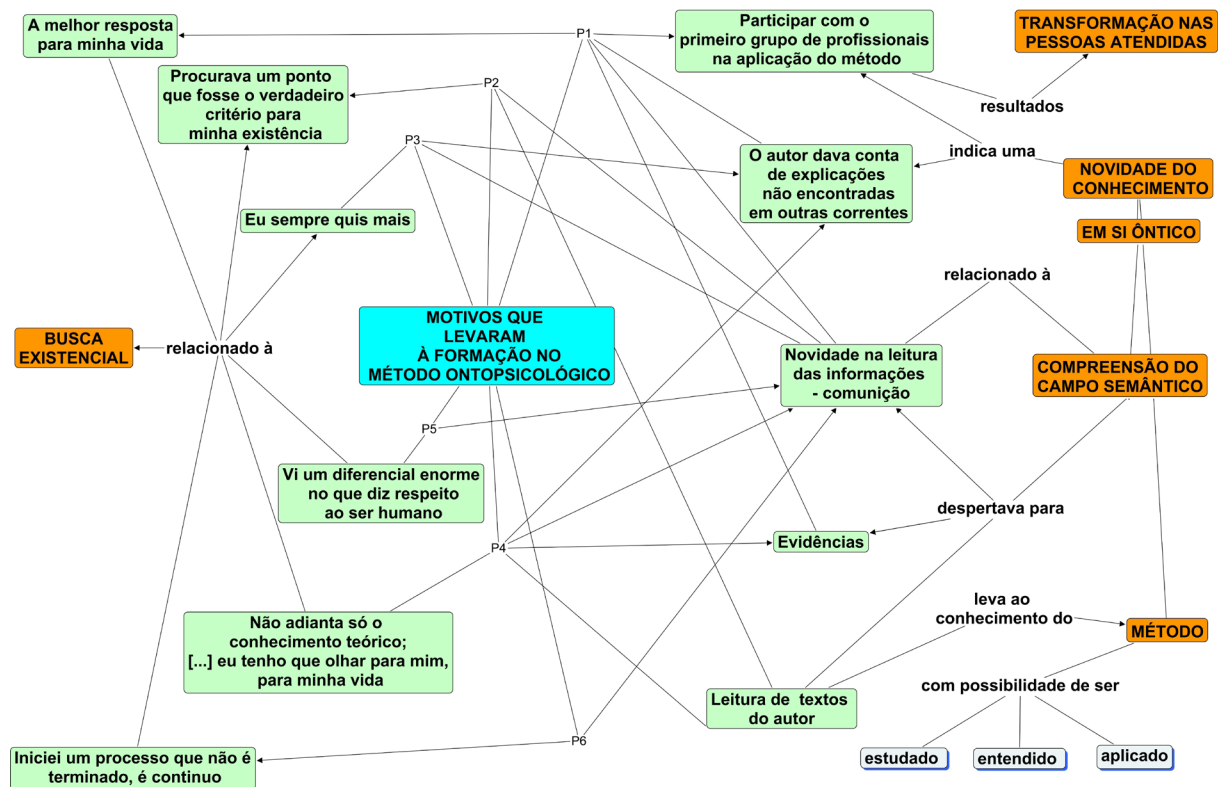 A melhor resposta
para minha vida
P1
Participar com o
primeiro grupo de profissionais
na aplicação do método
TRANSFORMAÇÃO NAS
PESSOAS ATENDIDAS
Procurava um ponto
que fosse o verdadeiro
critério para
minha existência
P2
resultados
P3
O autor dava conta
de explicações
não encontradas
em outras correntes
indica uma
NOVIDADE DO
CONHECIMENTO
Eu sempre quis mais
EM SI ÔNTICO
relacionado à
BUSCA
EXISTENCIAL
relacionado à
MOTIVOS QUE
LEVARAM
À FORMAÇÃO NO
MÉTODO ONTOPSICOLÓGICO
Novidade na leitura
das informações
- comunição
COMPREENSÃO DO
CAMPO SEMÂNTICO
P5
Vi um diferencial enorme
no que diz respeito
ao ser humano
despertava para
P4
Evidências
Não adianta só o
conhecimento teórico;
[...] eu tenho que olhar para mim,
para minha vida
leva ao
conhecimento do
MÉTODO
Leitura de textos
do autor
com possibilidade de ser
P6
Iniciei um processo que não é
terminado, é continuo
estudado
entendido
aplicado